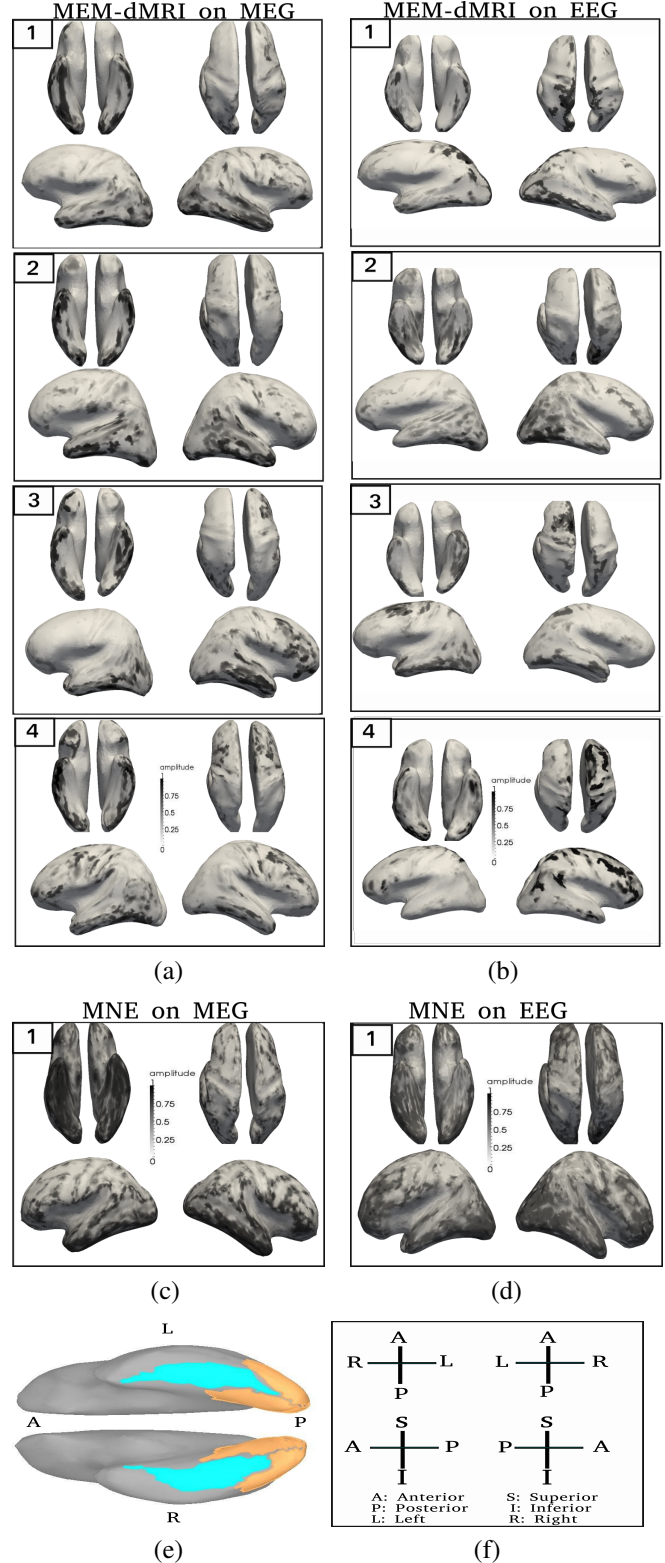 MEM-dMRI on MEG
MEM-dMRI on EEG
1
1
2
2
3
3
4
amplitude
0.75
0.5
0.25
0
4
amplitude
0.75
0.5
0.25
0
(a)
(b)
MNE on MEG
MNE on EEG
1
amplitude
0.75
0.5
0.25
0
1
amplitude
0.75
0.5
0.25
0
(c)
(d)
L
A
P
R
(e)
A
R L
P
A
L R
P
S
A P
I
S
P A
I
A: Anterior
S: Superior
P: Posterior
I: Inferior
L: Left
R: Right
(f)